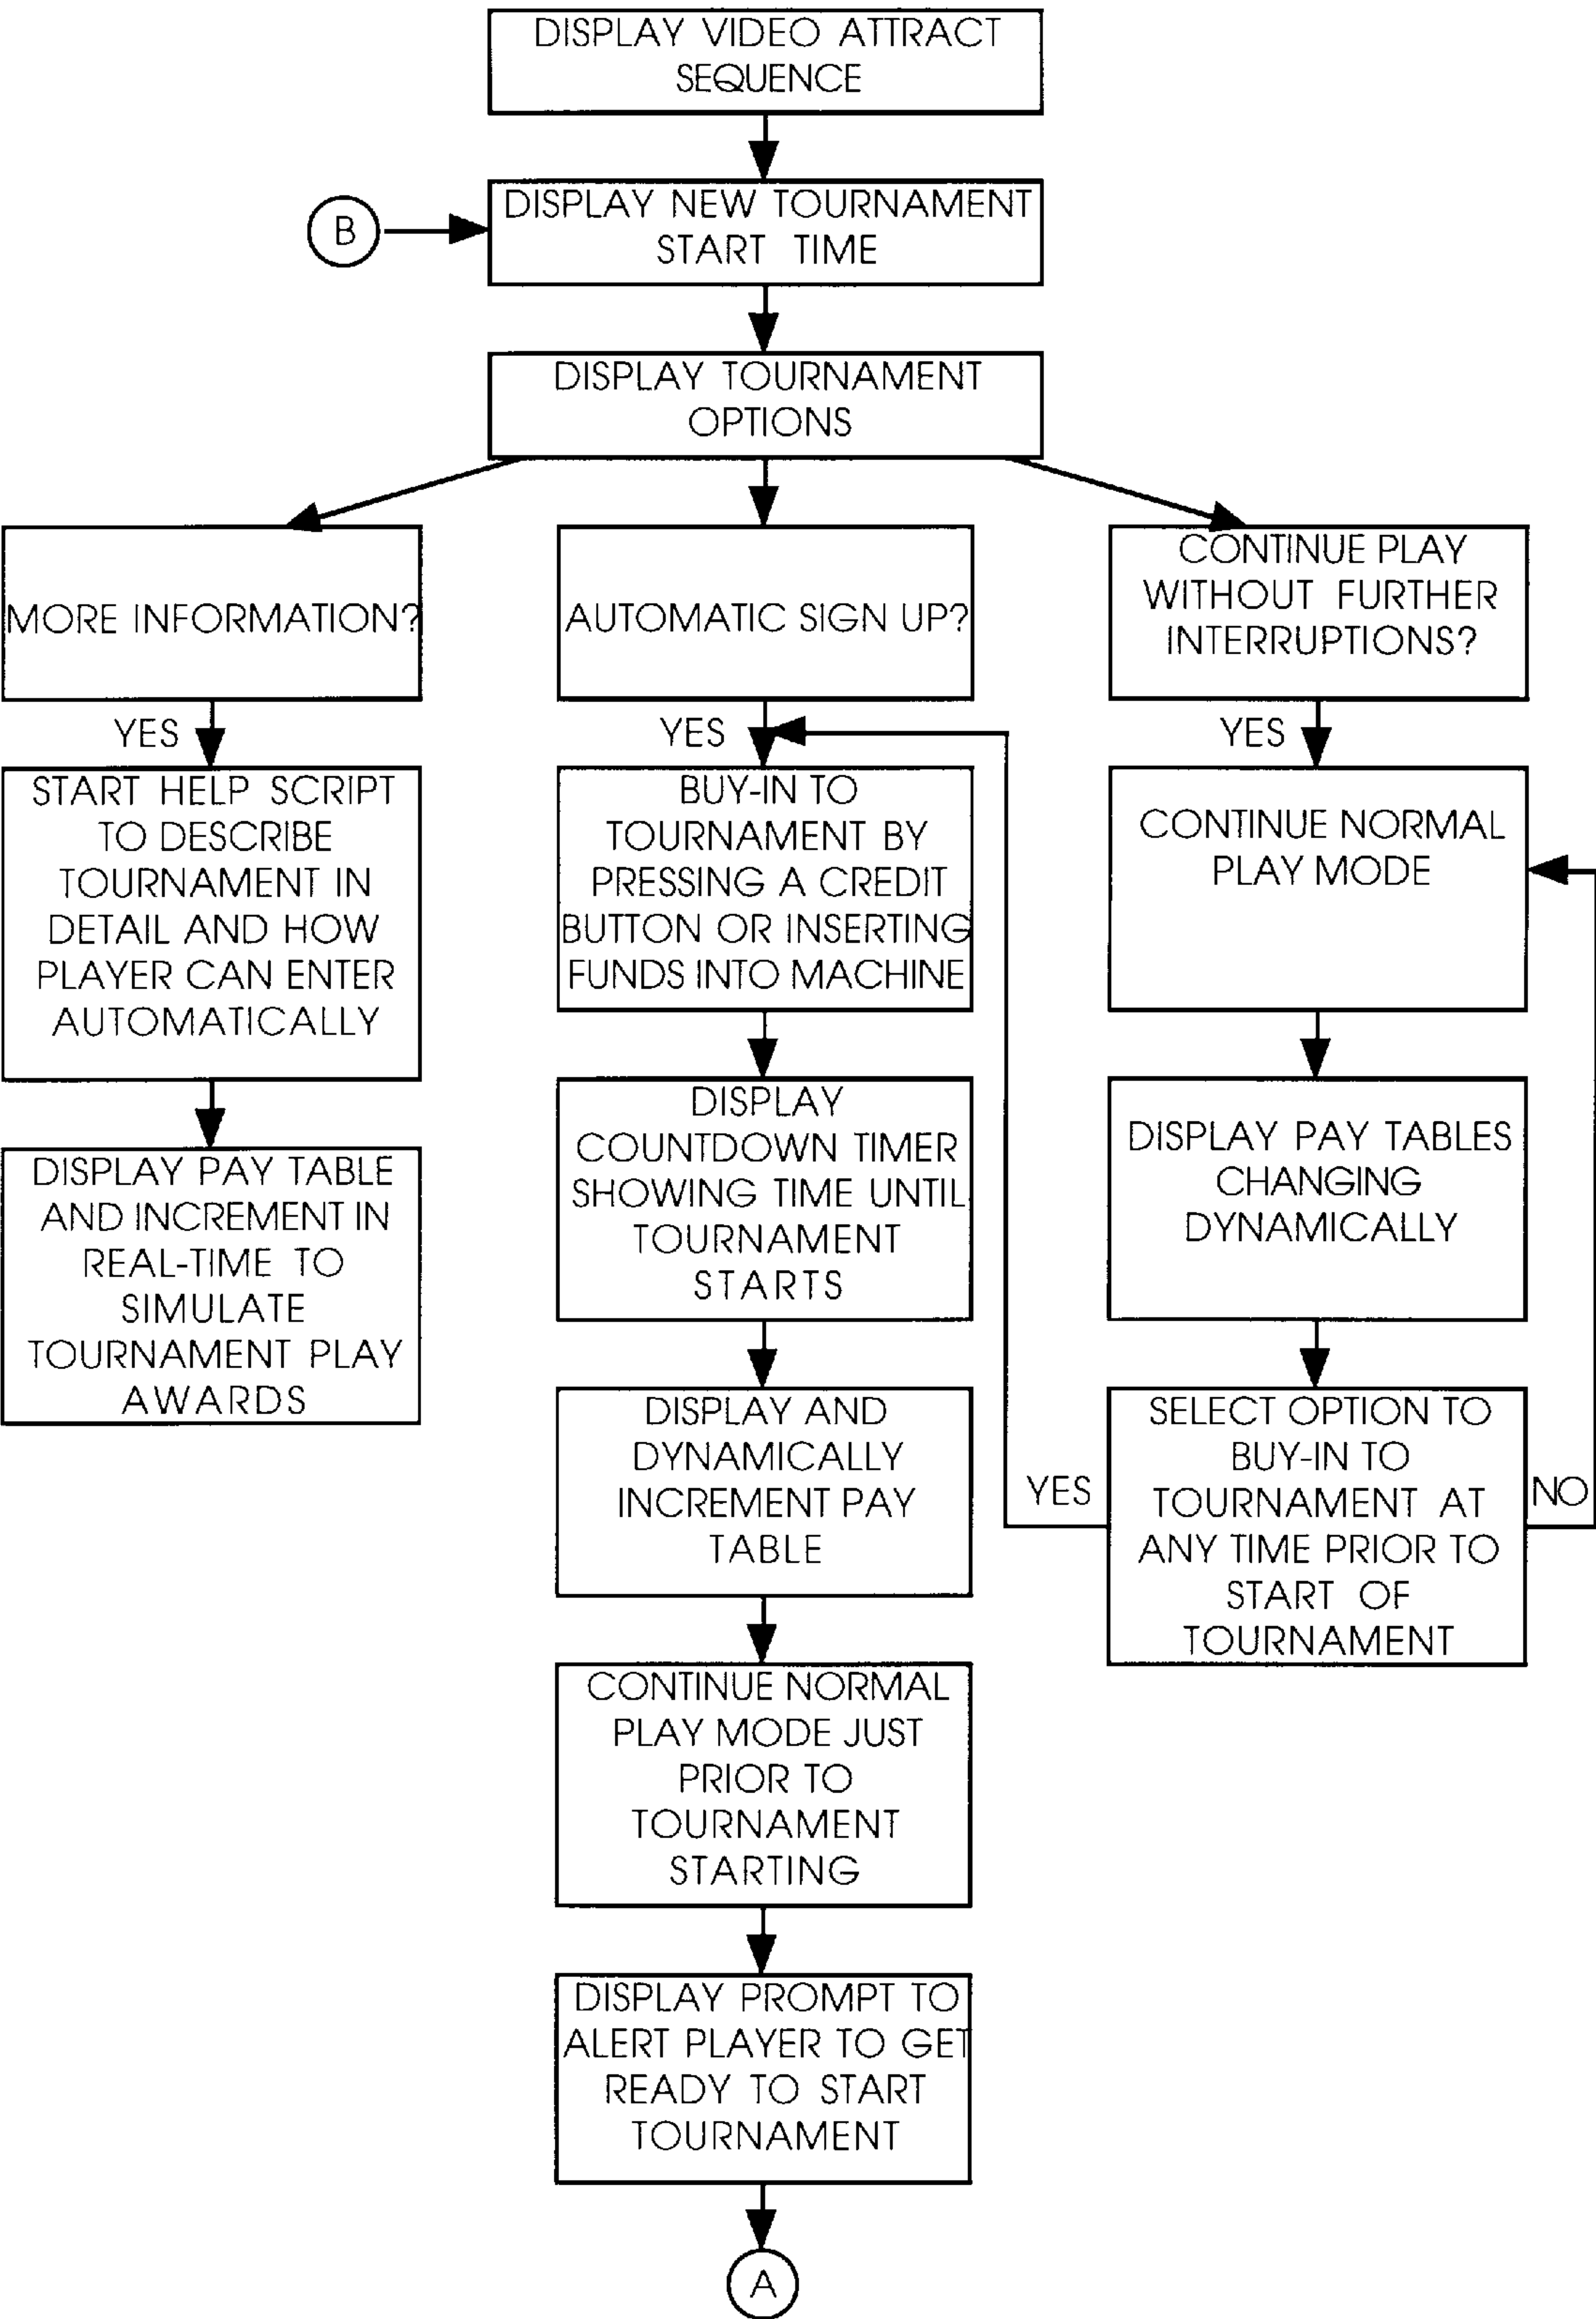 DISPLAY VIDEO ATTRACT
SEQUENCE
B
DISPLAY NEW TOURNAMENT
START TIME
DISPLAY TOURNAMENT
OPTIONS
MORE INFORMATION?
YES
START HELP SCRIPT
TO DESCRIBE
TOURNAMENT IN
DETAIL AND HOW
PLAYER CAN ENTER
AUTOMATICALLY
DISPLAY PAY TABLE
AND INCREMENT IN
REAL-TIME TO
SIMULATE
TOURNAMENT PLAY
AWARDS
AUTOMATIC SIGN UP?
YES
BUY-IN TO
TOURNAMENT BY
PRESSING A CREDIT
BUTTON OR INSERTING
FUNDS INTO MACHINE
DISPLAY
COUNTDOWN TIMER
SHOWING TIME UNTIL
TOURNAMENT
STARTS
DISPLAY AND
DYNAMICALLY
INCREMENT PAY
TABLE
CONTINUE NORMAL
PLAY MODE JUST
PRIOR TO
TOURNAMENT
STARTING
DISPLAY PROMPT TO
ALERT PLAYER TO GET
READY TO START
TOURNAMENT
A
CONTINUE PLAY
WITHOUT FURTHER
INTERRUPTIONS?
YES
CONTINUE NORMAL
PLAY MODE
DISPLAY PAY TABLES
CHANGING
DYNAMICALLY
SELECT OPTION TO
BUY-IN TO
TOURNAMENT AT
ANY TIME PRIOR TO
START OF
TOURNAMENT
YES
NO